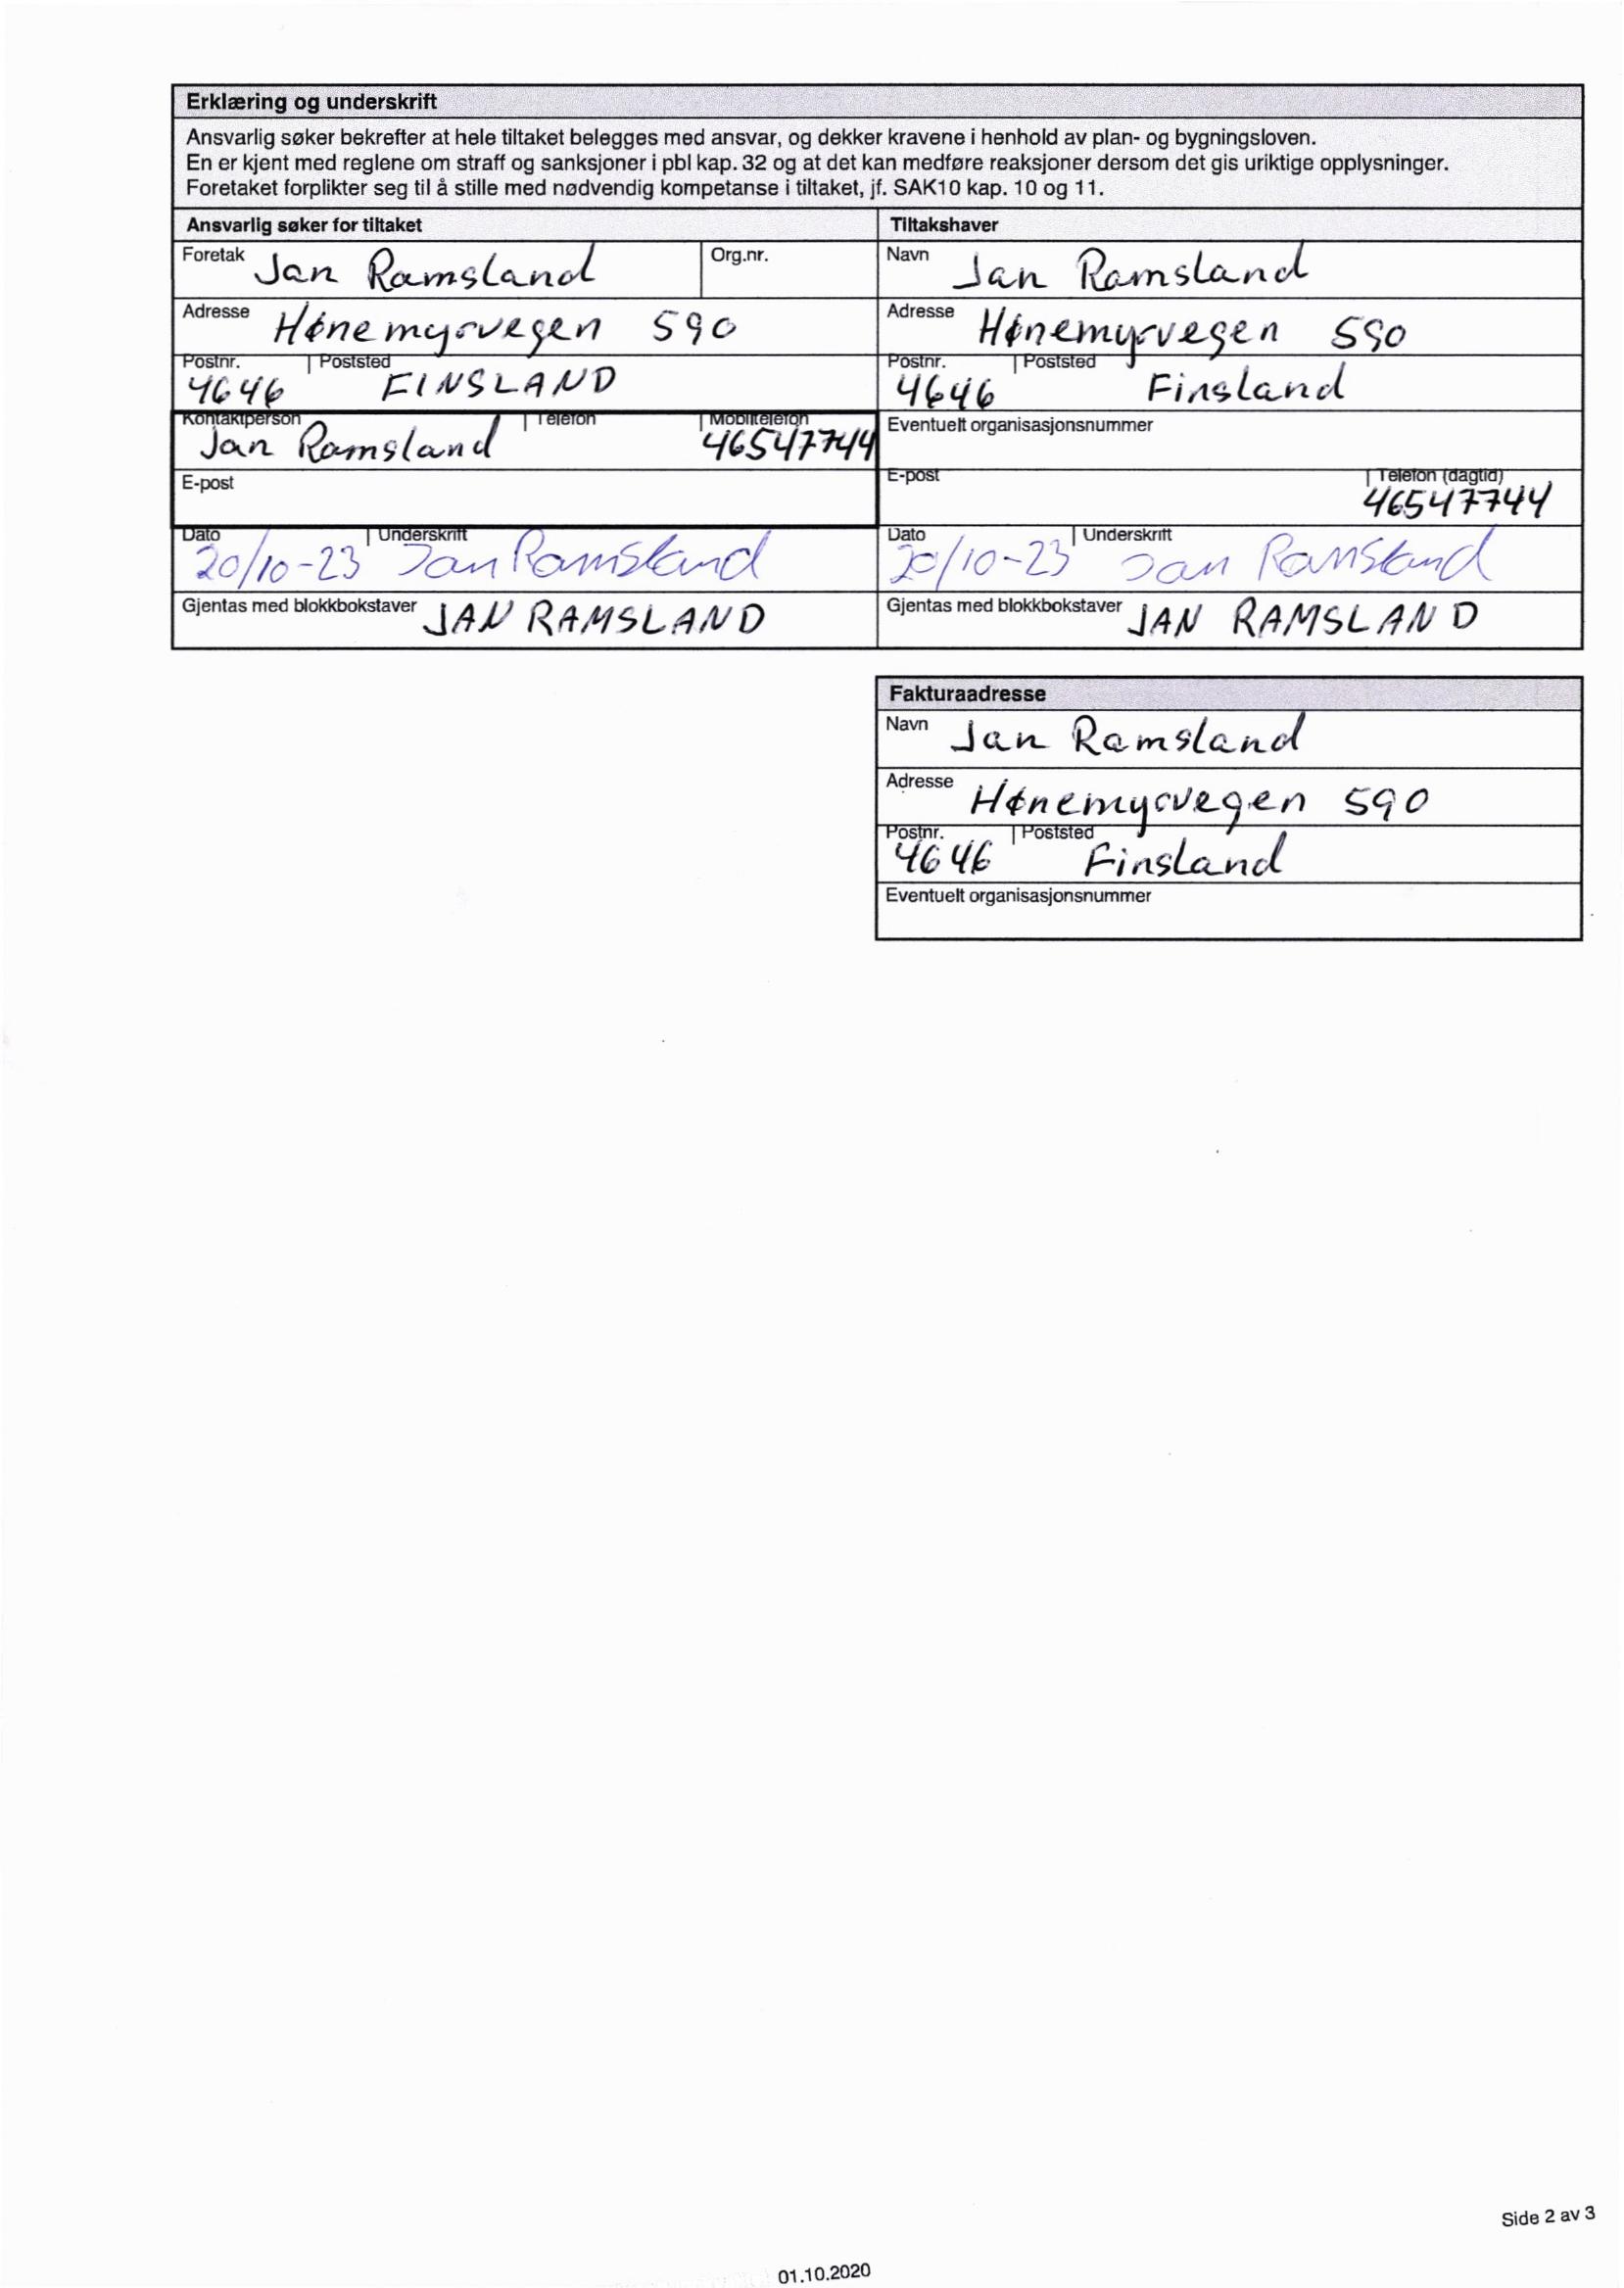 Erklæring og underskrift
Ansvarlig søker bekrefter at hele tiltaket belegges med ansvar, og dekker kravene i henhold av plan- og bygningsloven.
En er kjent med reglene om straff og sanksjoner i pbl kap. 32 og at det kan medføre reaksjoner dersom det gis uriktige opplysninger.
Foretaket forplikter seg til å stille med nødvendig kompetanse i tiltaket, jf. SAK10 kap. 10 og 11.
Ansvarlig søker for tiltaket
Foretak Jan Ramsland Org.nr.
Adresse Hønemyrvegen 590
Postnr. Poststed
4646 FINSLAND
Kontaktperson Telefon Mobiltelefon
Jan Ramsland 46547744
E-post
Dato Underskrift
20/10-23 Jan Ramsland
Gjentas med blokkbokstaver JAN RAMSLAND
Tiltakshaver
Navn Jan Ramsland
Adresse Hønemyrvegen 590
Postnr. Poststed
4646 Finsland
Eventuelt organisasjonsnummer
E-post Telefon (dagtid)
46547744
Dato Underskrift
20/10-23 Jan Ramsland
Gjentas med blokkbokstaver JAN RAMSLAND
Fakturaadresse
Navn Jan Ramsland
Adresse Hønemyrvegen 590
Postnr. Poststed
4646 Finsland
Eventuelt organisasjonsnummer
Side 2 av 3
01.10.2020